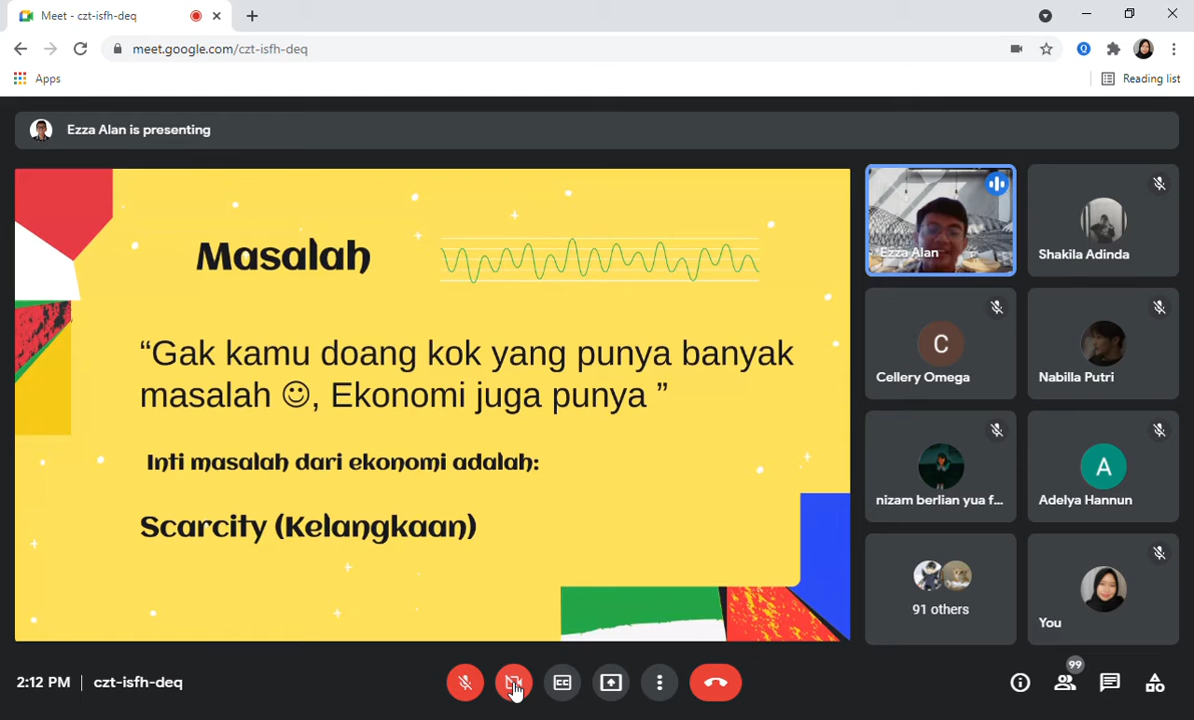 Meet - czt-isfh-deq
meet.google.com/czt-isfh-deq
Q
Apps
Reading list
Ezza Alan is presenting
Masalah
“Gak kamu doang kok yang punya banyak
masalah ☺, Ekonomi juga punya ”
Inti masalah dari ekonomi adalah:
Scarcity (Kelangkaan)
Ezza Alan
Shakila Adinda
C
Cellery Omega
Nabilla Putri
nizam berlian yua f...
A
Adelya Hannun
91 others
You
2:12 PM | czt-isfh-deq
CC
99